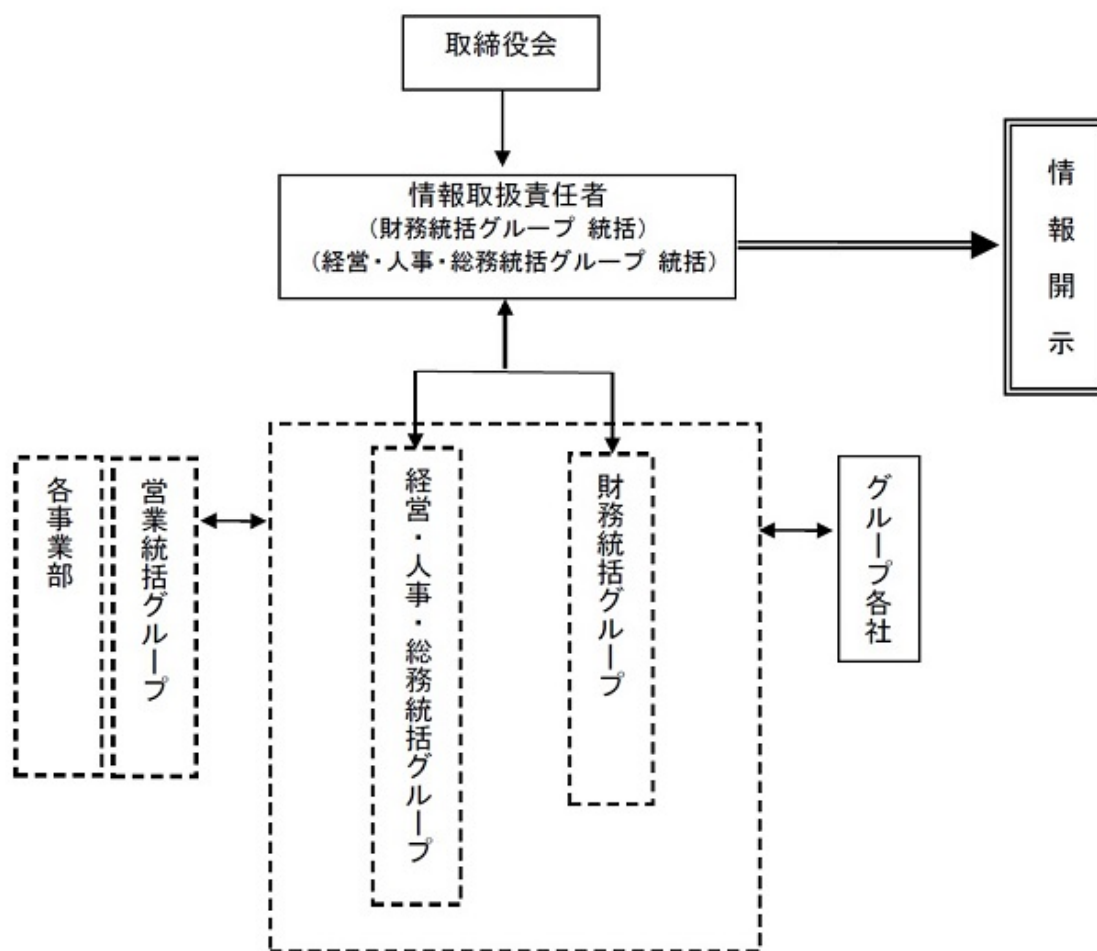 取締役会
情報取扱責任者
（財務統括グループ 統括）
（経営・人事・総務統括グループ 統括）
情報開示
各事業部
営業統括グループ
経営・人事・総務統括グループ
財務統括グループ
グループ各社